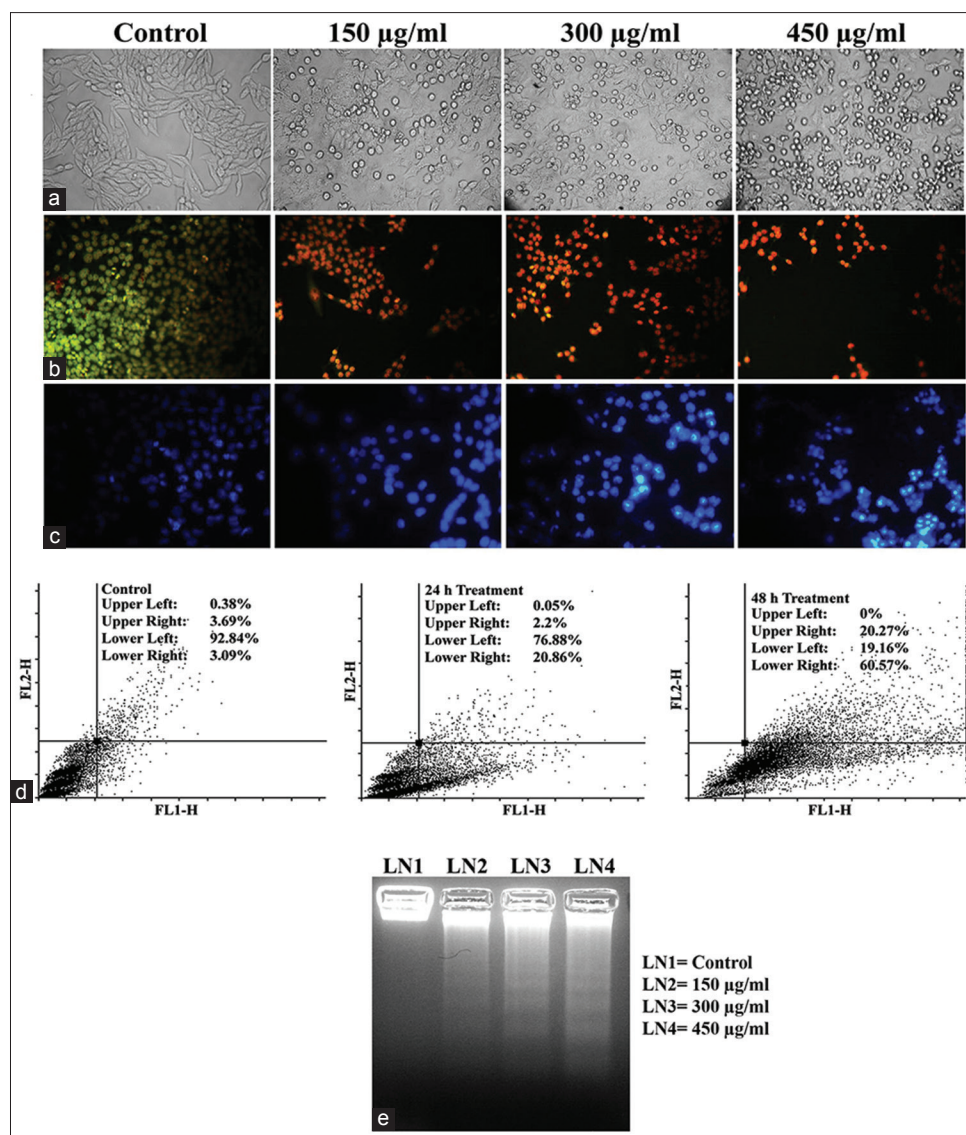 Control 150 µg/ml 300 µg/ml 450 µg/ml
a
b
c
Control
Upper Left: 0.38%
Upper Right: 3.69%
Lower Left: 92.84%
Lower Right: 3.09%
FL2-H
FL1-H
24 h Treatment
Upper Left: 0.05%
Upper Right: 2.2%
Lower Left: 76.88%
Lower Right: 20.86%
FL2-H
FL1-H
48 h Treatment
Upper Left: 0%
Upper Right: 20.27%
Lower Left: 19.16%
Lower Right: 60.57%
FL2-H
FL1-H
d
LN1 LN2 LN3 LN4
LN1= Control
LN2= 150 µg/ml
LN3= 300 µg/ml
LN4= 450 µg/ml
e